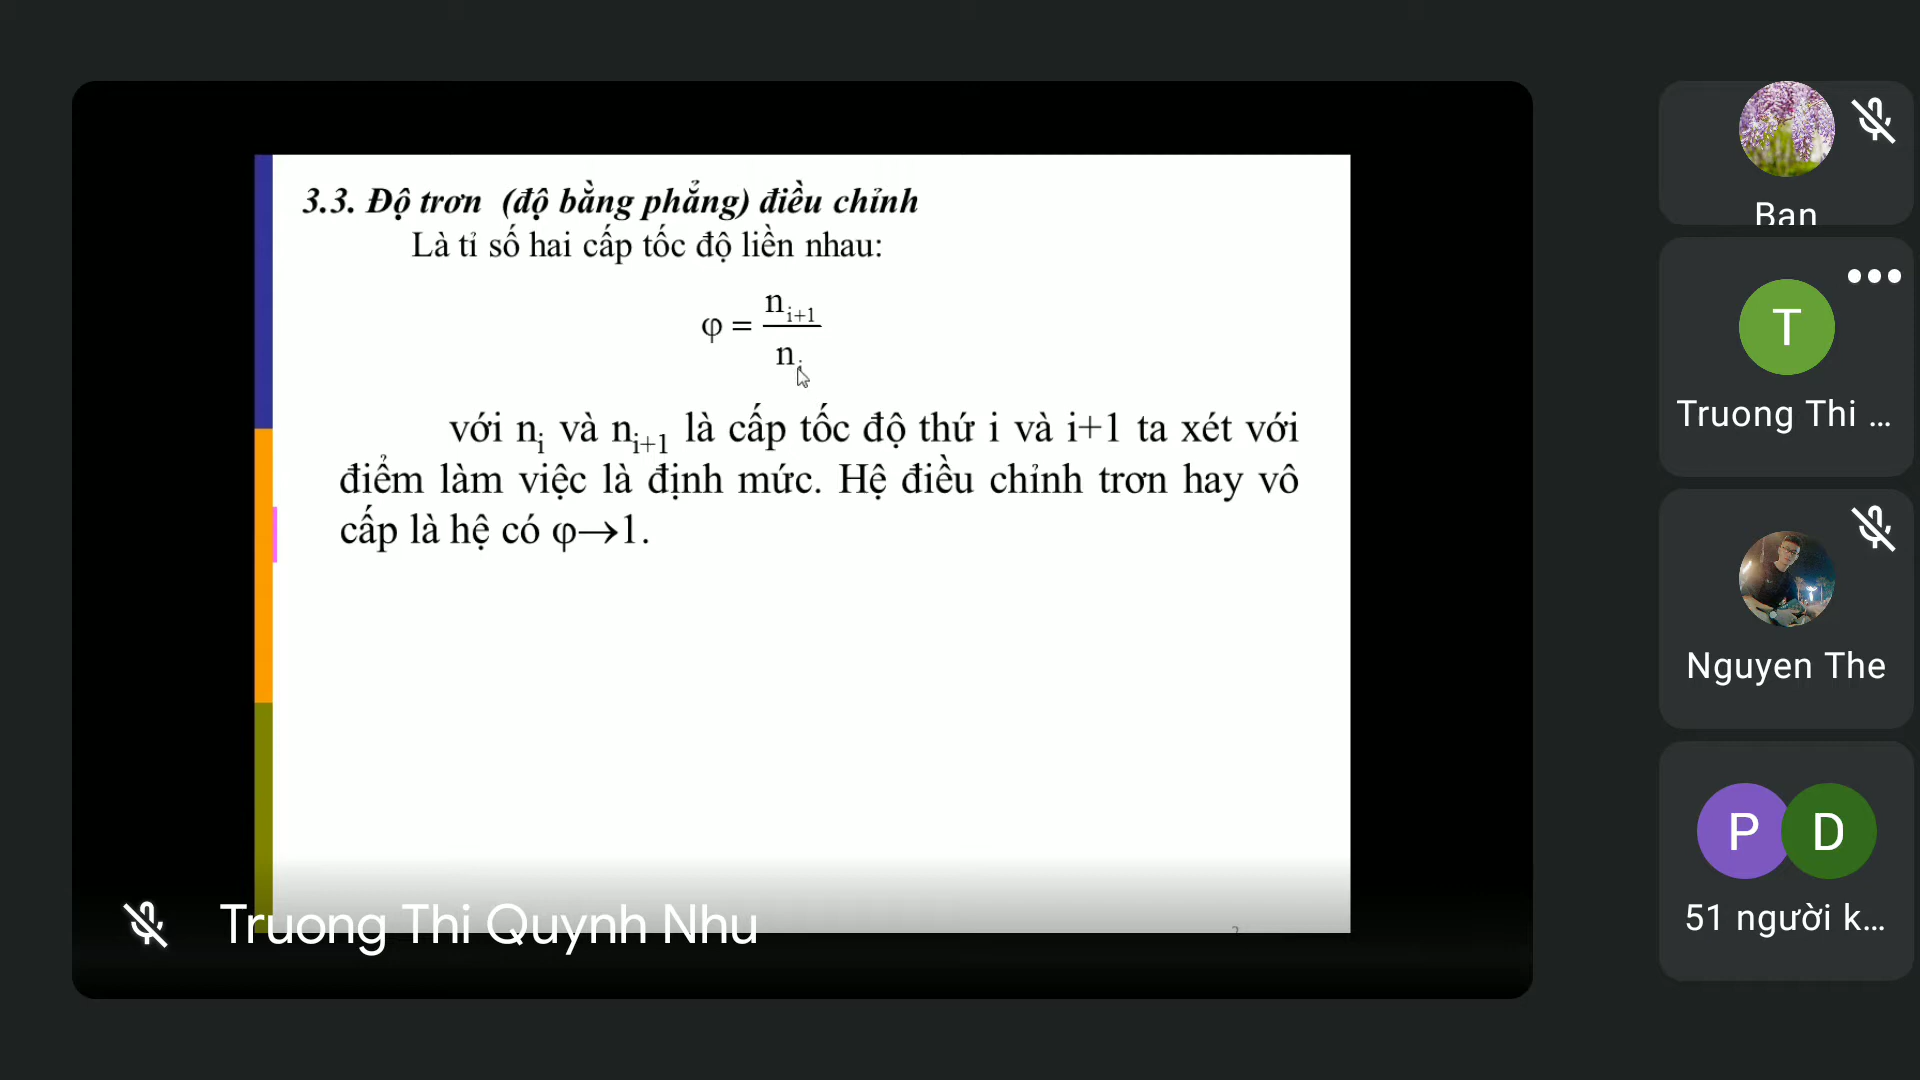 3.3. Độ trơn (độ bằng phẳng) điều chỉnh
Là tỉ số hai cấp tốc độ liền nhau:
φ = n_{i+1} / n_i
với n_i và n_{i+1} là cấp tốc độ thứ i và i+1 ta xét với
điểm làm việc là định mức. Hệ điều chỉnh trơn hay vô
cấp là hệ có φ→1.
Truong Thi Quynh Nhu
Bạn
T
Truong Thi ...
Nguyen The
P D
51 người k...